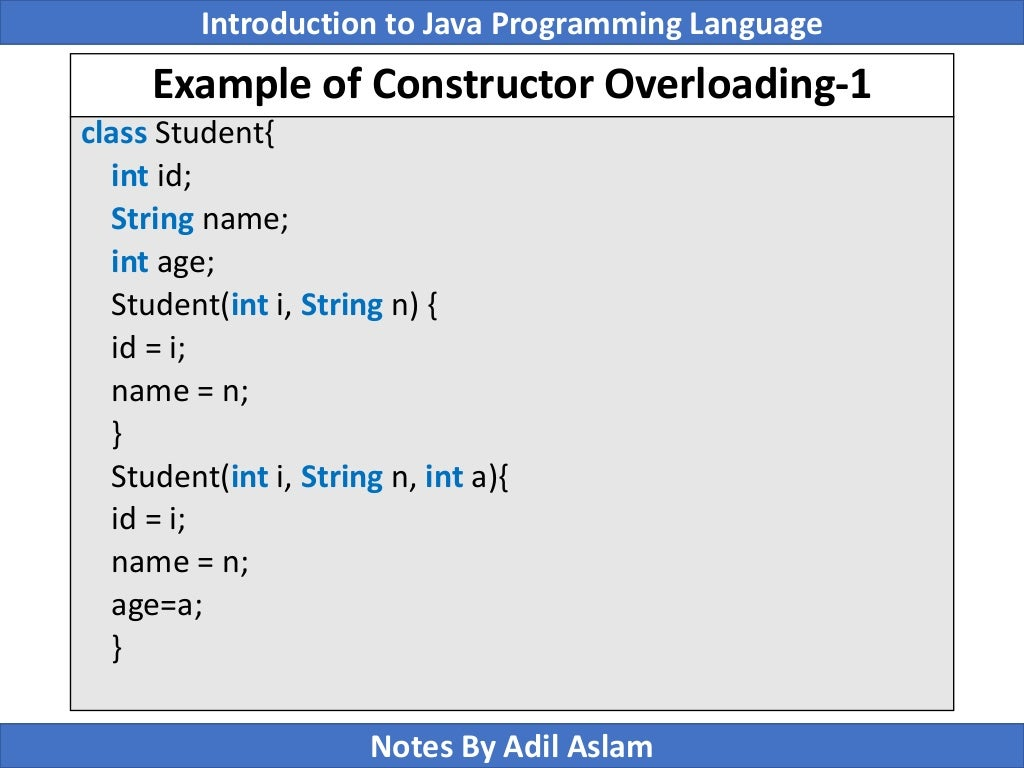 Introduction to Java Programming Language
Example of Constructor Overloading-1
class Student{
int id;
String name;
int age;
Student(int i, String n) {
id = i;
name = n;
}
Student(int i, String n, int a){
id = i;
name = n;
age=a;
}
Notes By Adil Aslam